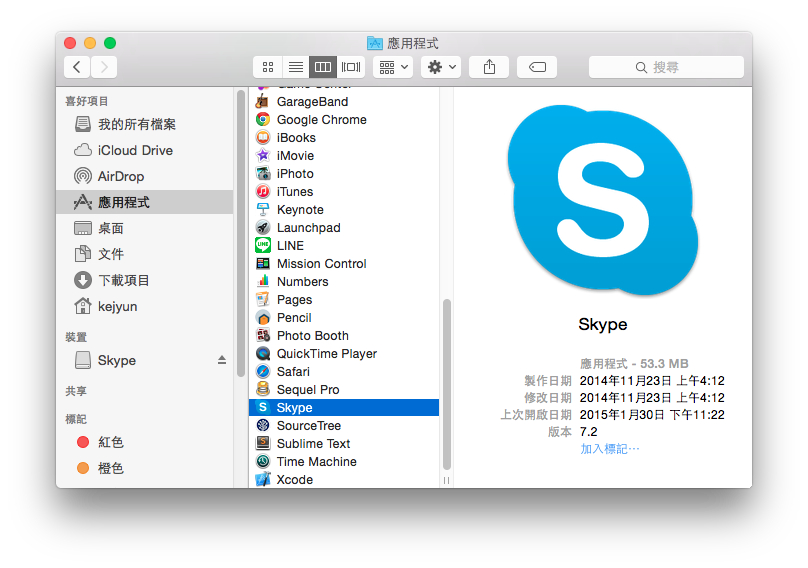 應用程式
搜尋
喜好項目
我的所有檔案
iCloud Drive
AirDrop
應用程式
桌面
文件
下載項目
kejyun
裝置
Skype
共享
標記
紅色
橙色
Game Center
GarageBand
Google Chrome
iBooks
iMovie
iPhoto
iTunes
Keynote
Launchpad
LINE
Mission Control
Numbers
Pages
Pencil
Photo Booth
QuickTime Player
Safari
Sequel Pro
Skype
SourceTree
Sublime Text
Time Machine
Xcode
Skype
應用程式 - 53.3 MB
製作日期 2014年11月23日 上午4:12
修改日期 2014年11月23日 上午4:12
上次開啟日期 2015年1月30日 下午11:22
版本 7.2
加入標記⋯